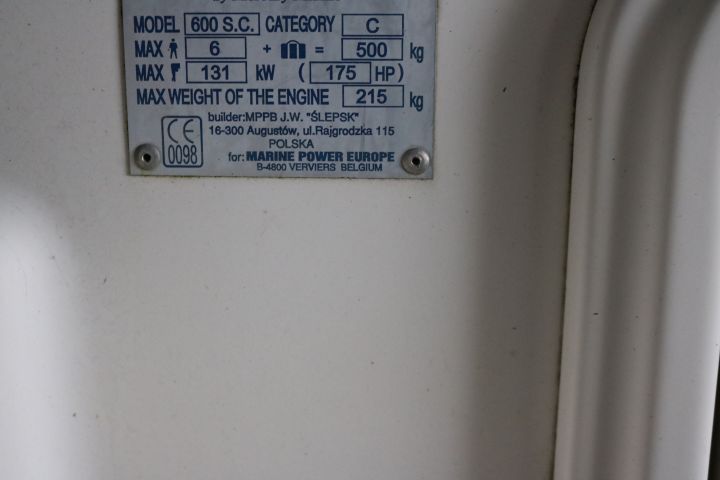 MODEL 600 S.C. CATEGORY C
MAX 6 + = 500 kg
MAX 131 kW ( 175 HP)
MAX WEIGHT OF THE ENGINE 215 kg
CE 0098
builder:MPPB J.W. "ŚLEPSK"
16-300 Augustów, ul.Rajgrodzka 115
POLSKA
for: MARINE POWER EUROPE
B-4800 VERVIERS BELGIUM